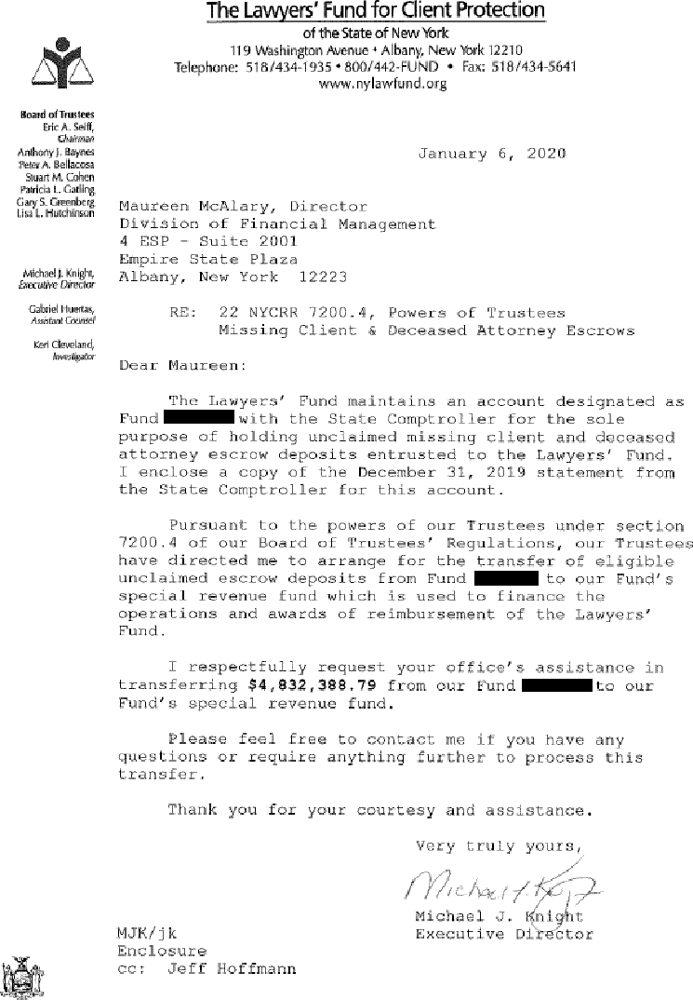 The Lawyers' Fund for Client Protection
of the State of New York
119 Washington Avenue • Albany, New York 12210
Telephone: 518/434-1935 • 800/442-FUND • Fax: 518/434-5641
www.nylawfund.org
Board of Trustees
Eric A. Seiff,
Chairman
Anthony J. Baynes
Peter A. Bellacosa
Stuart M. Cohen
Patricia L. Gatling
Gary S. Greenberg
Lisa L. Hutchinson
Michael J. Knight,
Executive Director
Gabriel Huertas,
Assistant Counsel
Keri Cleveland,
Investigator
January 6, 2020
Maureen McAlary, Director
Division of Financial Management
4 ESP - Suite 2001
Empire State Plaza
Albany, New York 12223
RE: 22 NYCRR 7200.4, Powers of Trustees
Missing Client & Deceased Attorney Escrows
Dear Maureen:
The Lawyers' Fund maintains an account designated as
Fund with the State Comptroller for the sole
purpose of holding unclaimed missing client and deceased
attorney escrow deposits entrusted to the Lawyers' Fund.
I enclose a copy of the December 31, 2019 statement from
the State Comptroller for this account.
Pursuant to the powers of our Trustees under section
7200.4 of our Board of Trustees' Regulations, our Trustees
have directed me to arrange for the transfer of eligible
unclaimed escrow deposits from Fund to our Fund's
special revenue fund which is used to finance the
operations and awards of reimbursement of the Lawyers'
Fund.
I respectfully request your office's assistance in
transferring $4,832,388.79 from our Fund to our
Fund's special revenue fund.
Please feel free to contact me if you have any
questions or require anything further to process this
transfer.
Thank you for your courtesy and assistance.
Very truly yours,
Michael J. Knight
Michael J. Knight
Executive Director
MJK/jk
Enclosure
cc: Jeff Hoffmann